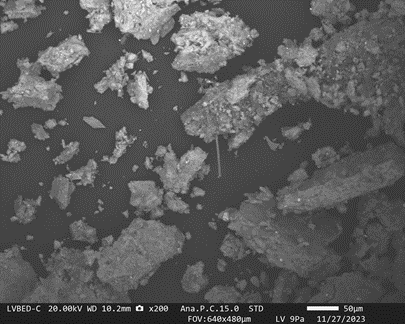 LVBED-C 20.00kV WD 10.2mm x200 Ana.P.C.15.0 STD 50μm
FOV:640x480μm LV 9Pa 11/27/2023